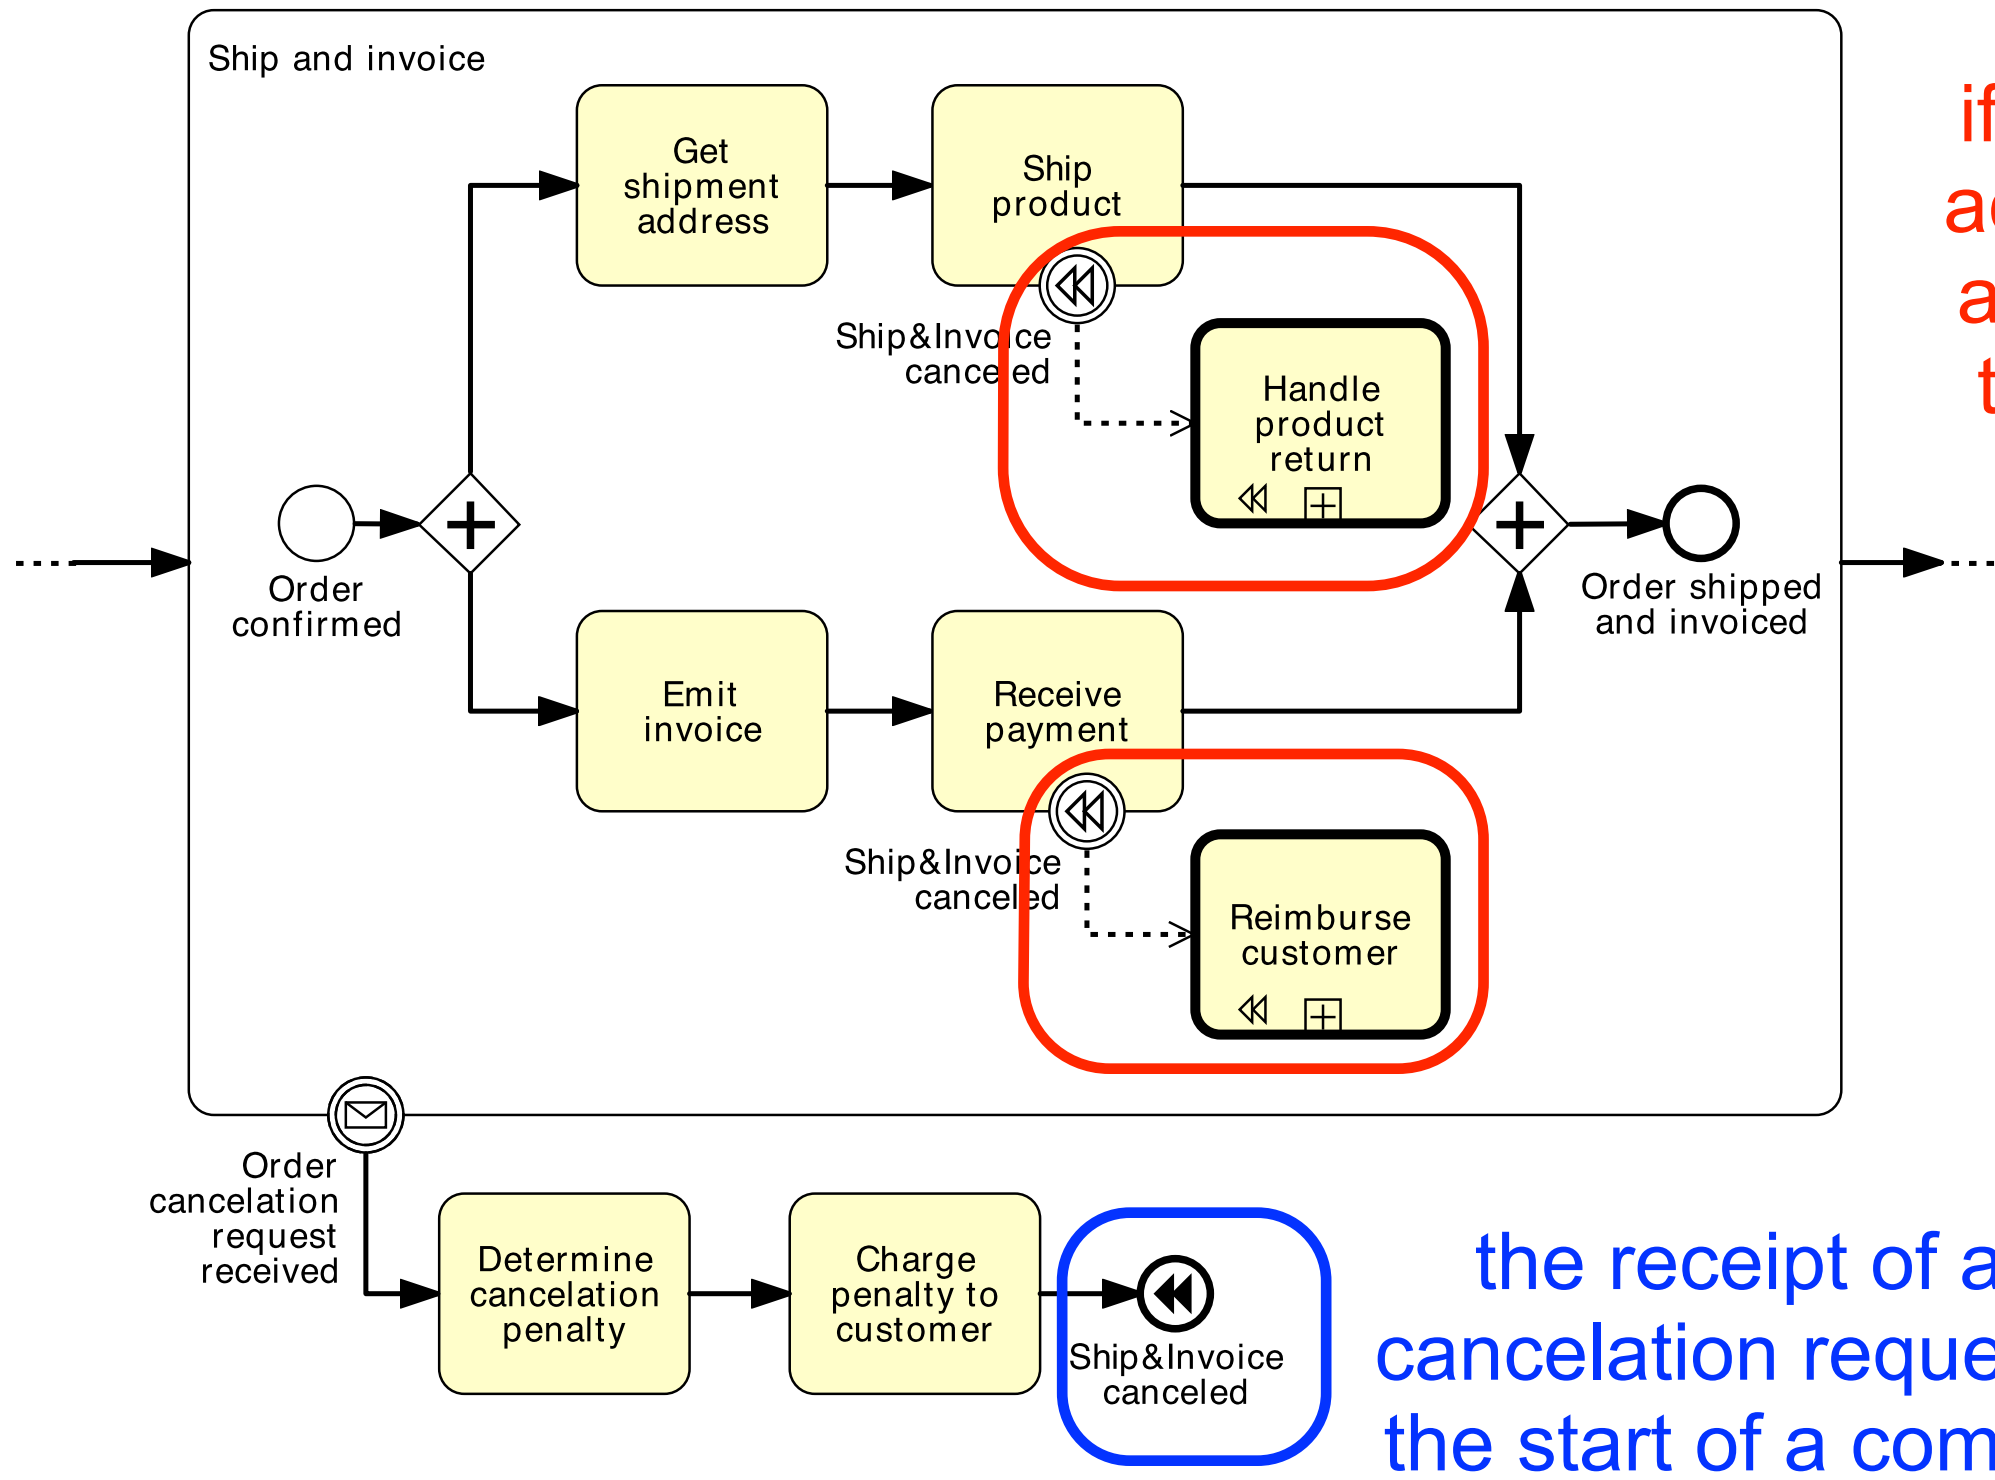 Ship and invoice
Get
shipment
address
Ship
product
if
Ship&Invoice
canceled
Handle
product
return
Order
confirmed
Order shipped
and invoiced
Emit
invoice
Receive
payment
Ship&Invoice
canceled
Reimburse
customer
Order
cancelation
request
received
Determine
cancelation
penalty
Charge
penalty to
customer
Ship&Invoice
canceled
the receipt of a
cancelation reque
the start of a com